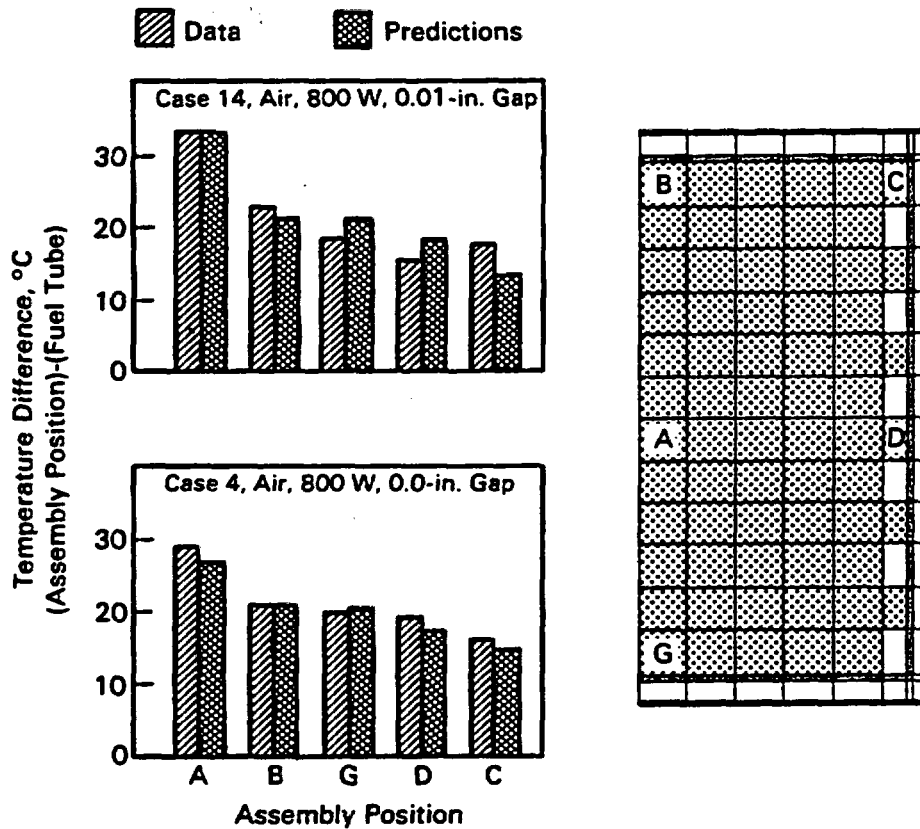 Data Predictions
Case 14, Air, 800 W, 0.01-in. Gap
30
20
10
0
Case 4, Air, 800 W, 0.0-in. Gap
30
20
10
0
A B G D C
Assembly Position
Temperature Difference, °C
(Assembly Position)-(Fuel Tube)
B C
A D
G